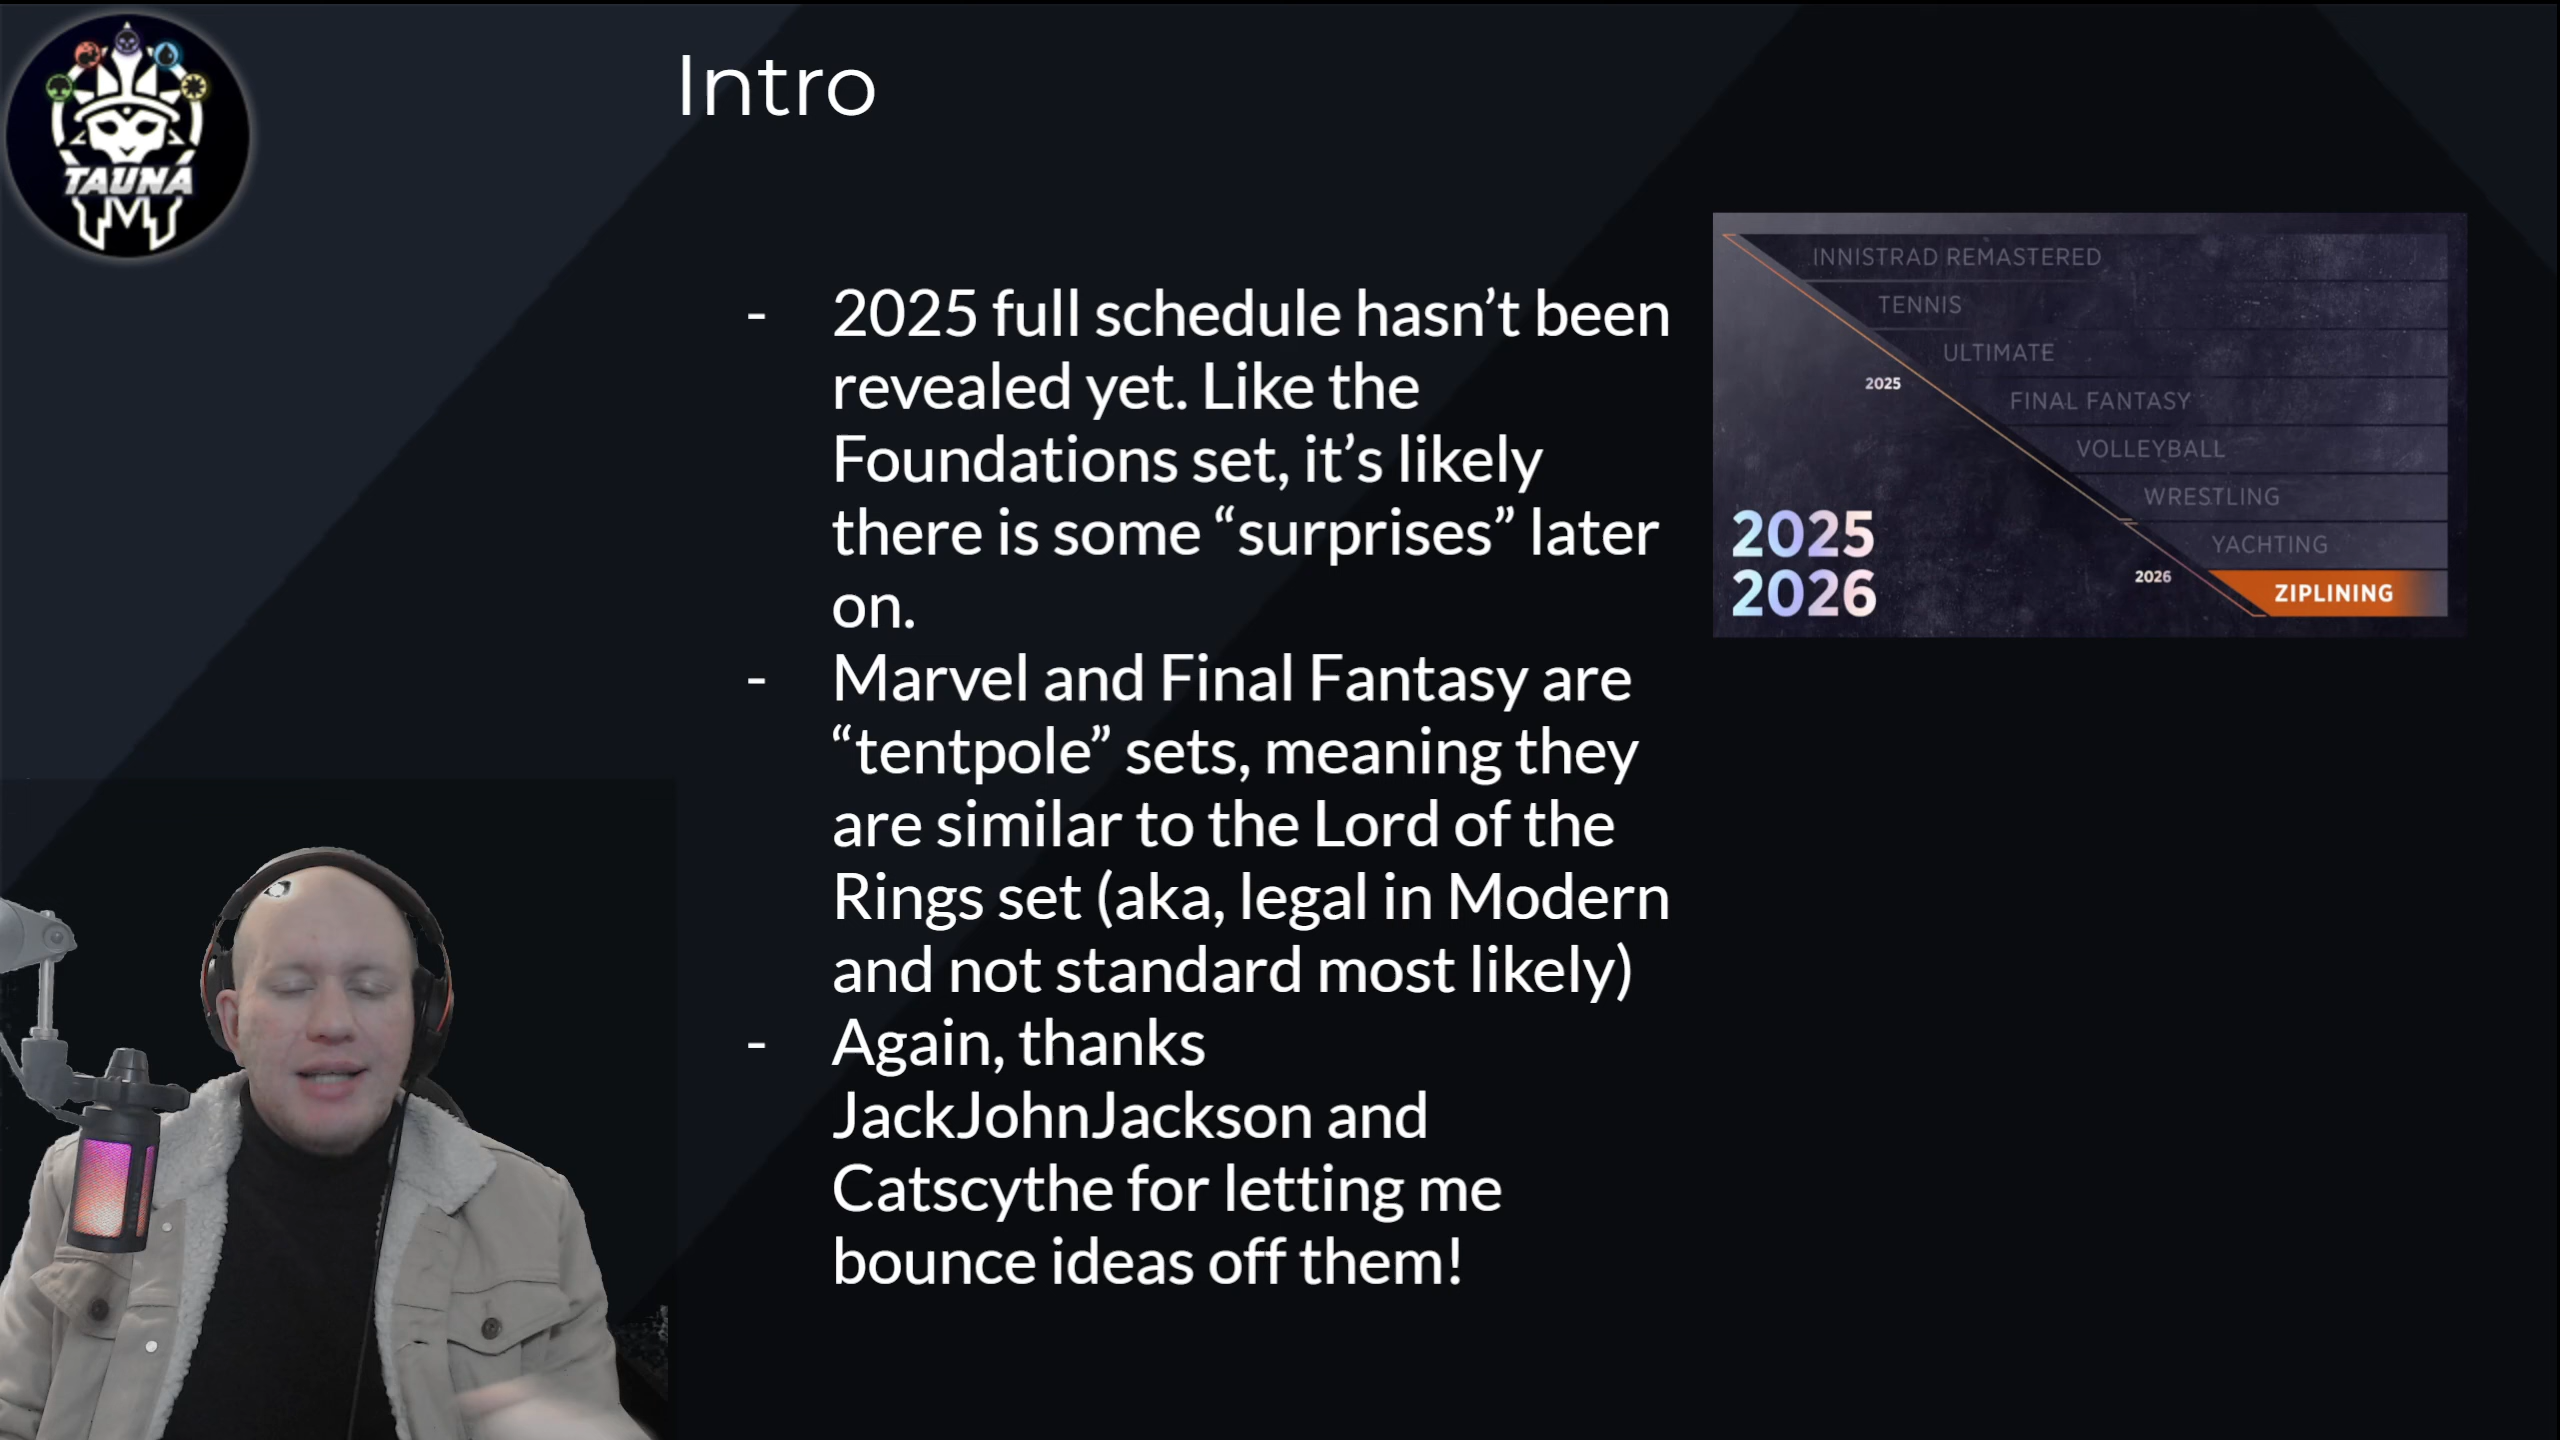 TAUNA
Intro
- 2025 full schedule hasn’t been
revealed yet. Like the
Foundations set, it’s likely
there is some “surprises” later
on.
- Marvel and Final Fantasy are
“tentpole” sets, meaning they
are similar to the Lord of the
Rings set (aka, legal in Modern
and not standard most likely)
- Again, thanks
JackJohnJackson and
Catscythe for letting me
bounce ideas off them!
INNISTRAD REMASTERED
TENNIS
ULTIMATE
2025
FINAL FANTASY
VOLLEYBALL
WRESTLING
YACHTING
2026
ZIPLINING
2025
2026